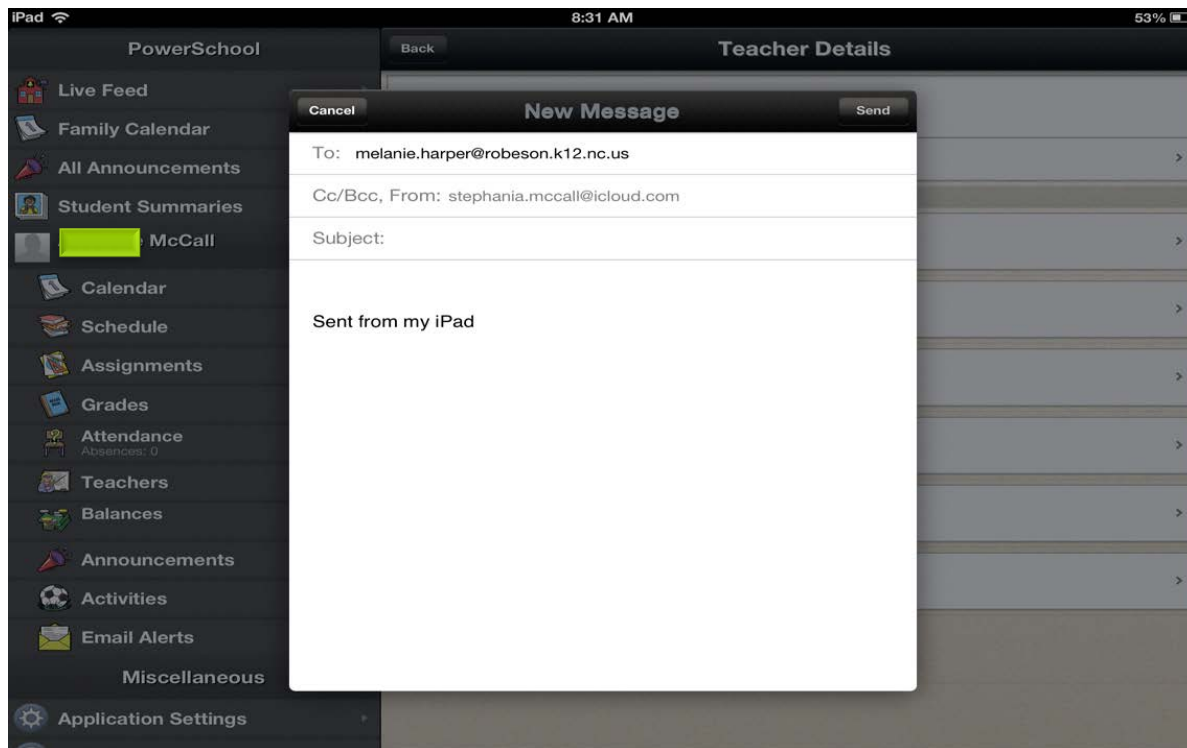 iPad 8:31 AM 53%
PowerSchool
Back Teacher Details
Live Feed
Family Calendar
All Announcements
Student Summaries
McCall
Calendar
Schedule
Assignments
Grades
Attendance
Absences: 0
Teachers
Balances
Announcements
Activities
Email Alerts
Miscellaneous
Application Settings
Cancel New Message Send
To: melanie.harper@robeson.k12.nc.us
Cc/Bcc, From: stephania.mccall@icloud.com
Subject:
Sent from my iPad